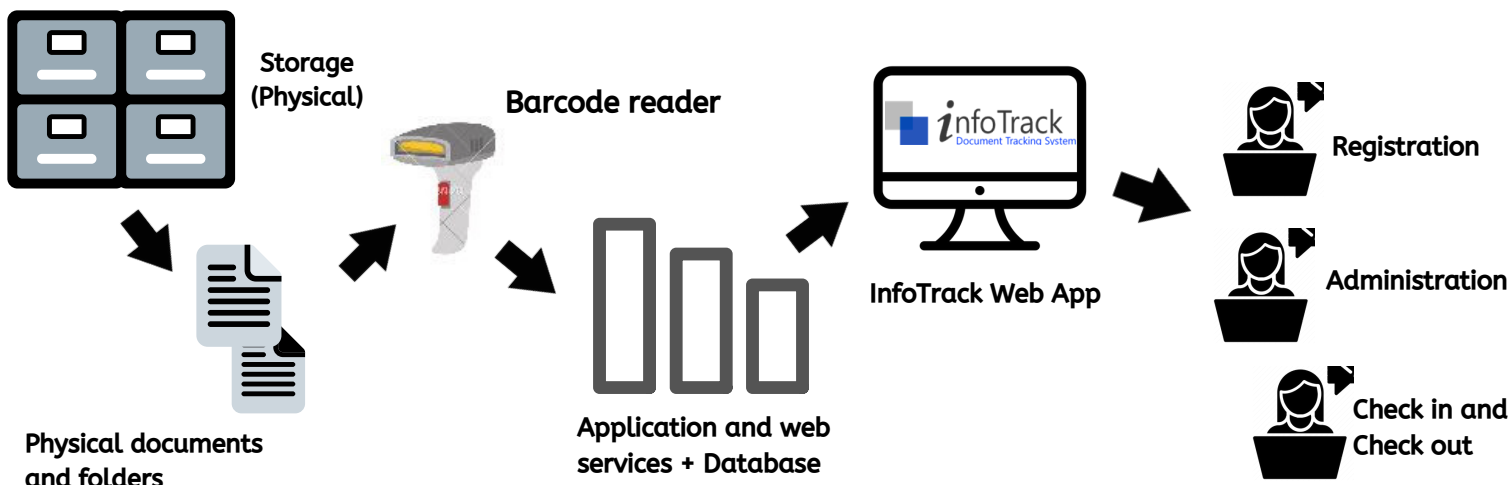 Storage
(Physical)
Barcode reader
infoTrack
Document Tracking System
Registration
InfoTrack Web App
Administration
Physical documents
and folders
Application and web
services + Database
Check in and
Check out